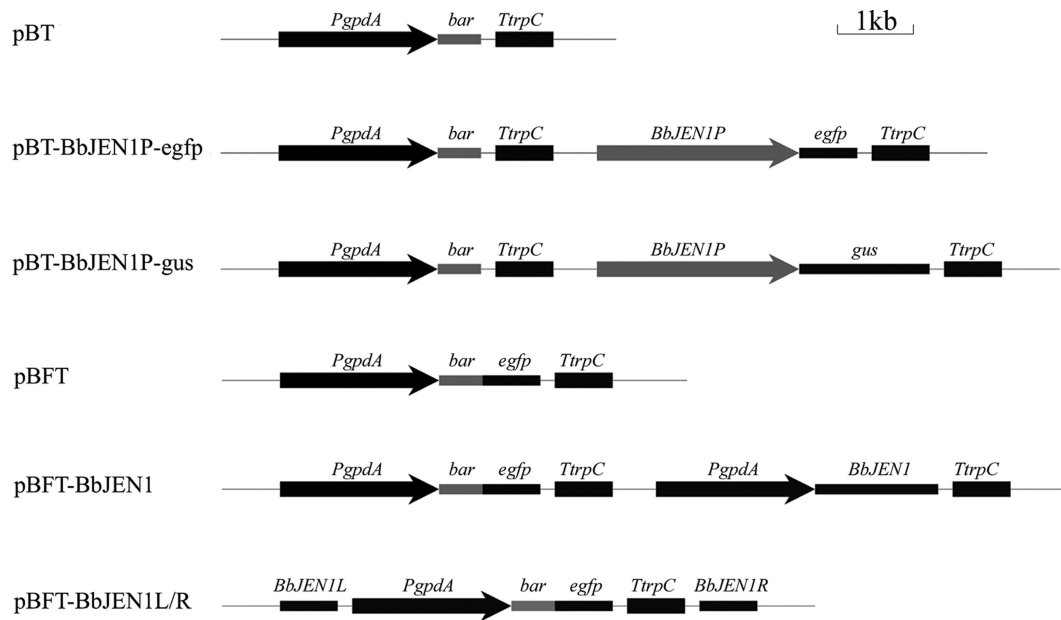 pBT PgpdA bar TtrpC 1kb
pBT-BbJEN1P-egfp PgpdA bar TtrpC BbJEN1P egfp TtrpC
pBT-BbJEN1P-gus PgpdA bar TtrpC BbJEN1P gus TtrpC
pBFT PgpdA bar egfp TtrpC
pBFT-BbJEN1 PgpdA bar egfp TtrpC PgpdA BbJEN1 TtrpC
pBFT-BbJEN1L/R BbJEN1L PgpdA bar egfp TtrpC BbJEN1R